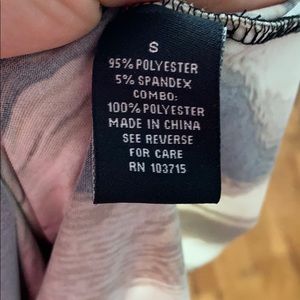 S
95% POLYESTER
5% SPANDEX
COMBO:
100% POLYESTER
MADE IN CHINA
SEE REVERSE
FOR CARE
RN 103715